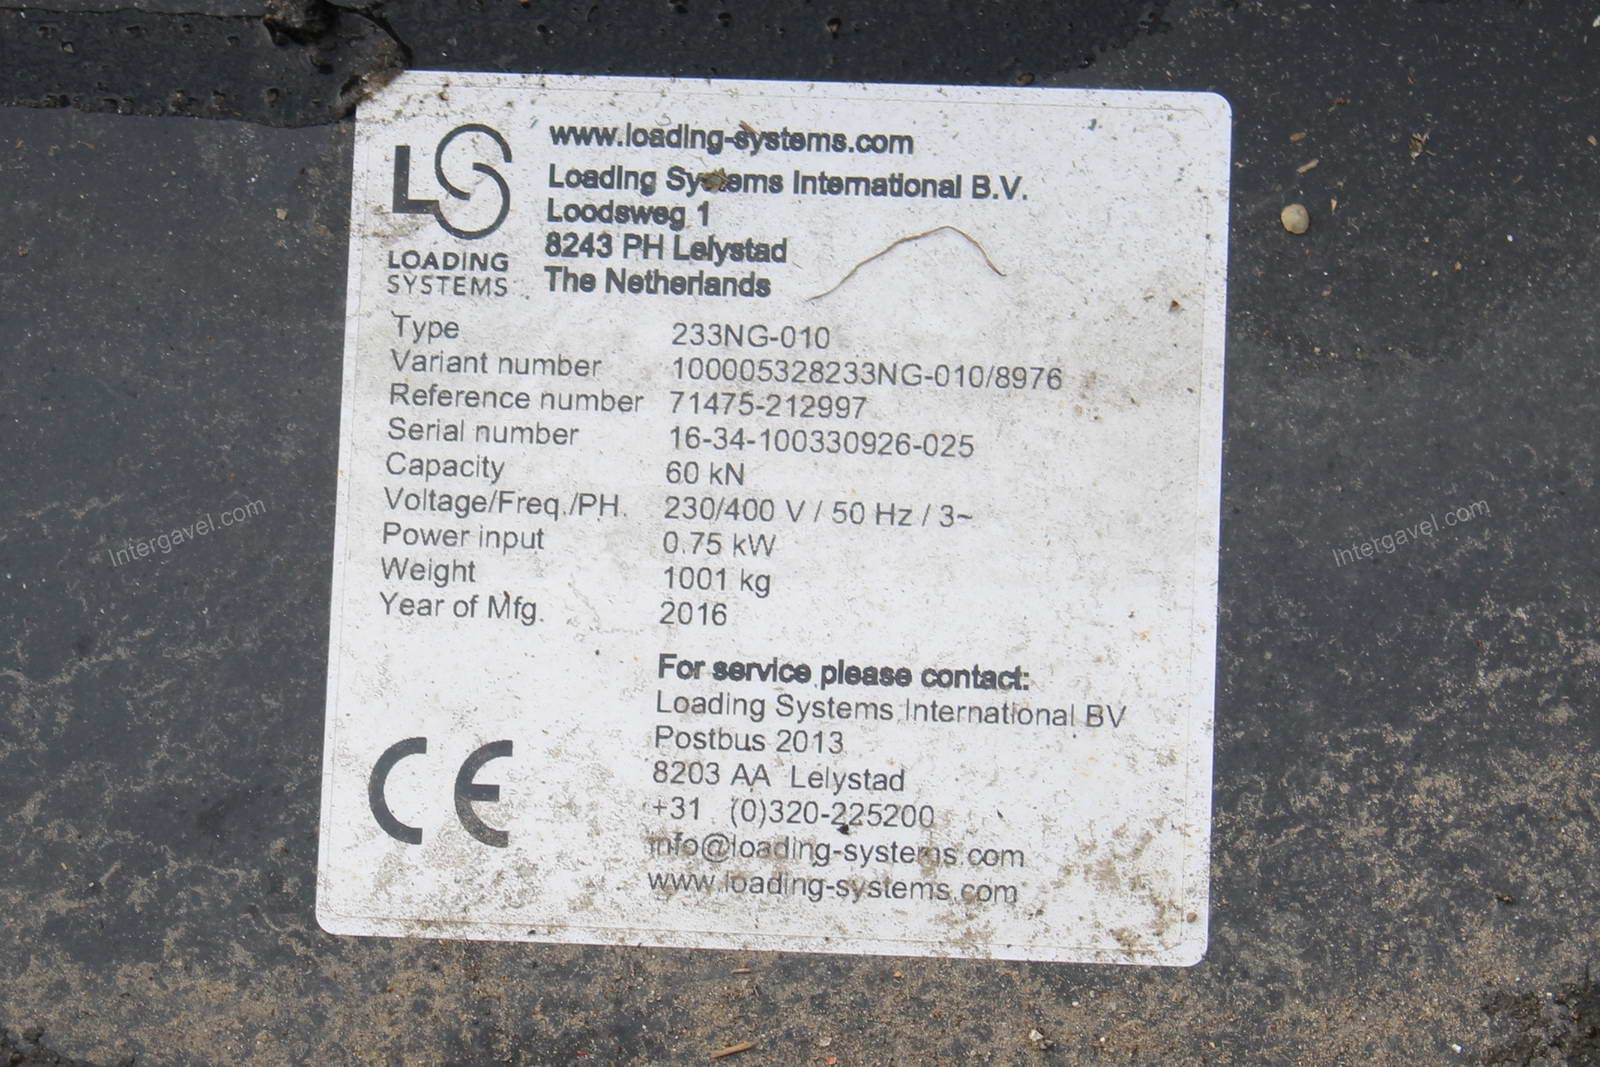 www.loading-systems.com
Loading Systems International B.V.
Loodsweg 1
8243 PH Lelystad
The Netherlands
LS
LOADING
SYSTEMS
Type 233NG-010
Variant number 100005328233NG-010/8976
Reference number 71475-212997
Serial number 16-34-100330926-025
Capacity 60 kN
Voltage/Freq./PH. 230/400 V / 50 Hz / 3~
Power input 0.75 kW
Weight 1001 kg
Year of Mfg. 2016
For service please contact:
Loading Systems International BV
Postbus 2013
8203 AA Lelystad
+31 (0)320-225200
info@loading-systems.com
www.loading-systems.com
CE
Intergavel.com
Intergavel.com